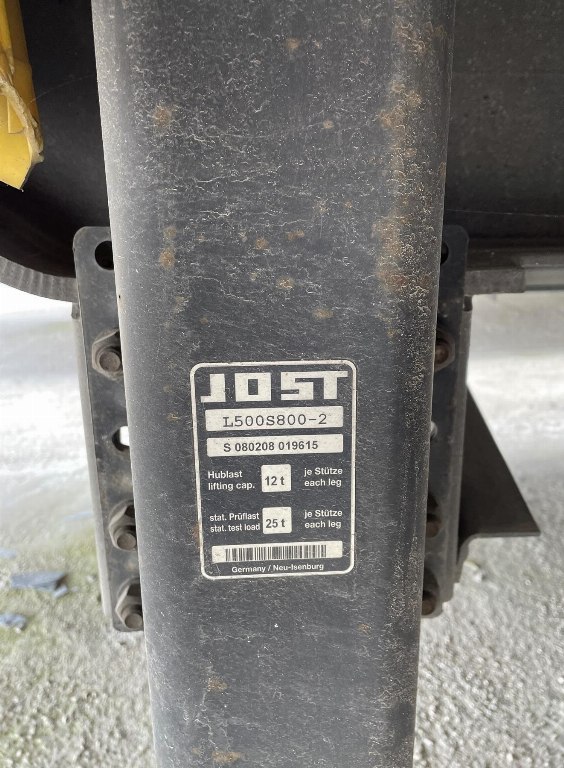 JOST
L500S800-2
S 080208 019615
Hublast 12 t je Stütze
lifting cap. each leg
stat. Prüflast 25 t je Stütze
stat. test load each leg
Germany / Neu-Isenburg